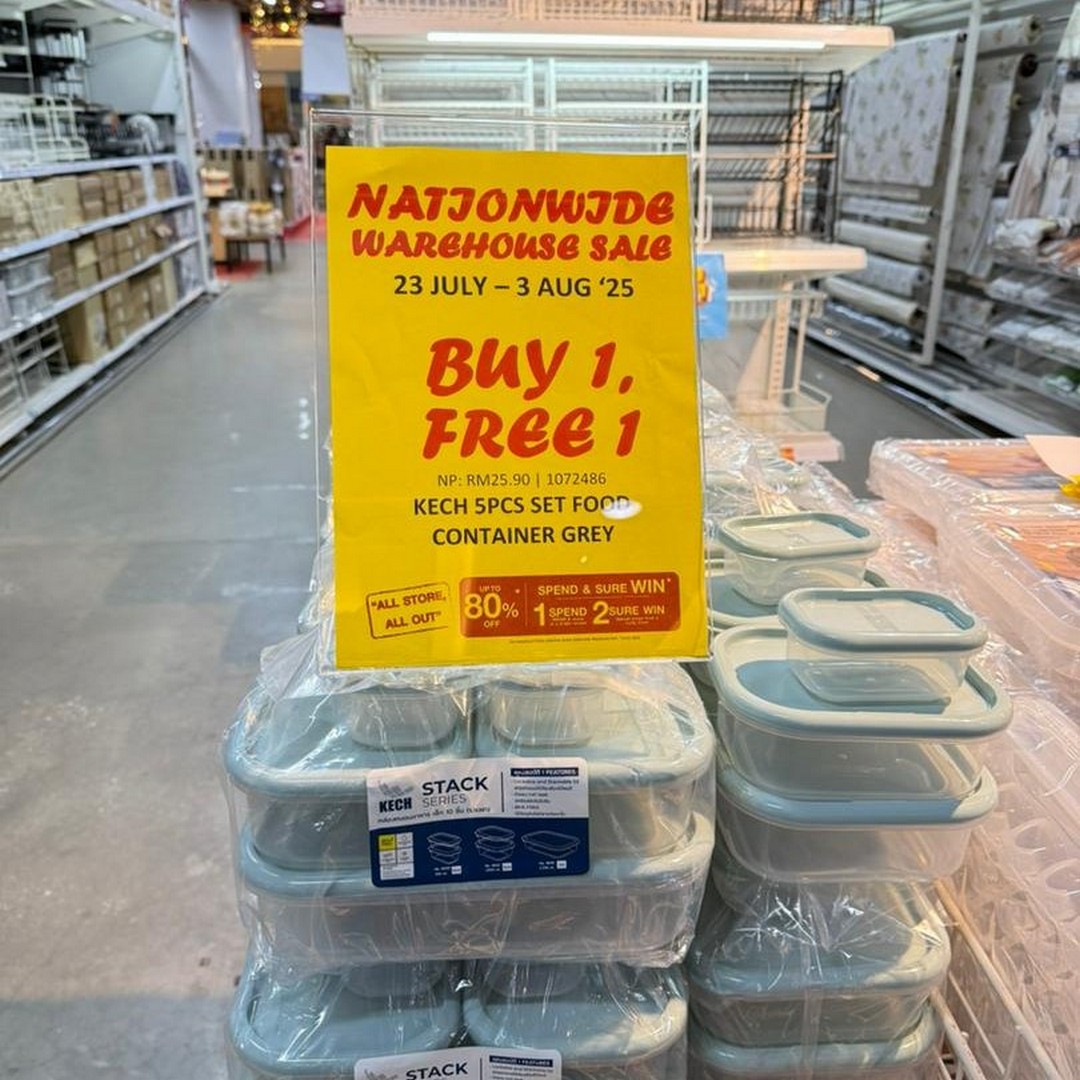 NATIONWIDE
WAREHOUSE SALE
23 JULY – 3 AUG ‘25
BUY 1,
FREE 1
NP: RM25.90 | 1072486
KECH 5PCS SET FOOD
CONTAINER GREY
"ALL STORE,
ALL OUT"
UP TO
80%*
OFF
SPEND & SURE WIN*
1 SPEND 2 SURE WIN
KECH
STACK
SERIES
STACK